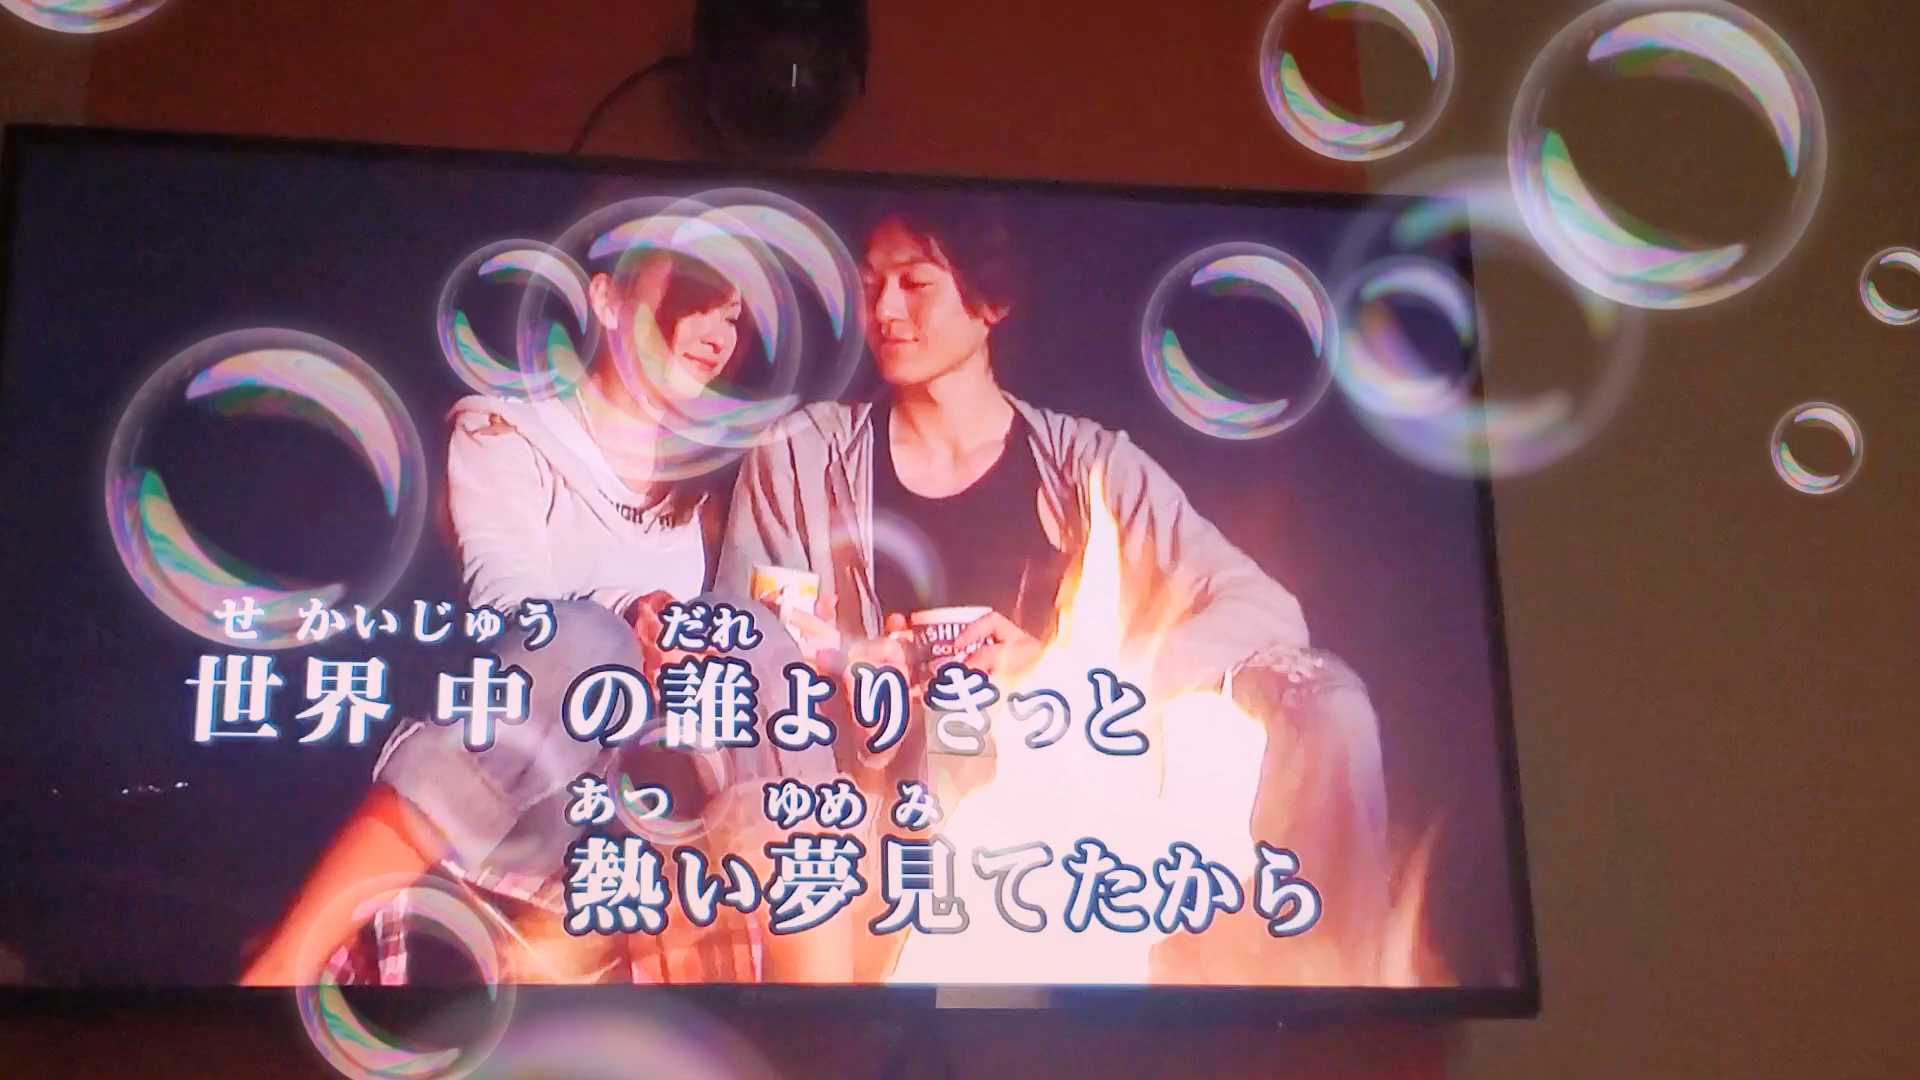 せ かいじゅう だれ
世界 中 の誰よりきっと
あつ ゆめ み
熱い夢見てたから